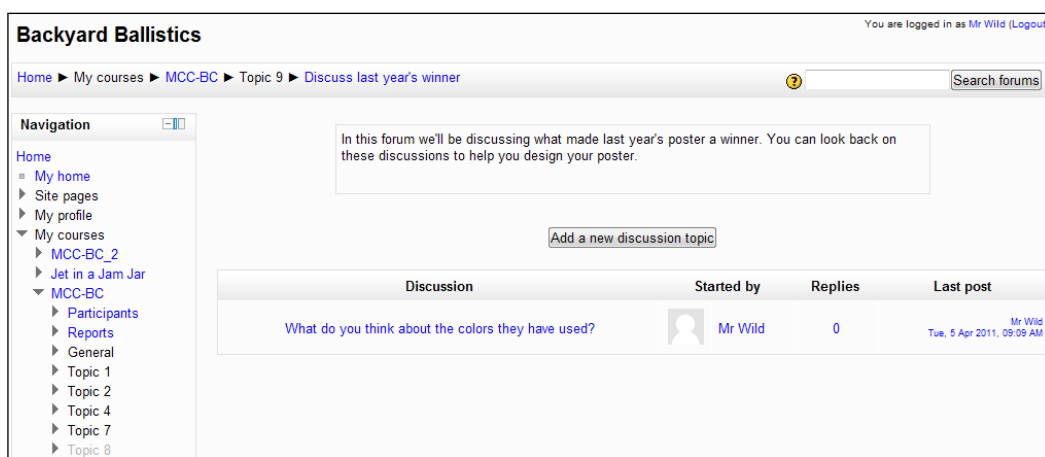 Backyard Ballistics
You are logged in as Mr Wild (Logout
Home ► My courses ► MCC-BC ► Topic 9 ► Discuss last year's winner
Search forums
Navigation
Home
My home
Site pages
My profile
My courses
MCC-BC_2
Jet in a Jam Jar
MCC-BC
Participants
Reports
General
Topic 1
Topic 2
Topic 4
Topic 7
Topic 8
In this forum we'll be discussing what made last year's poster a winner. You can look back on
these discussions to help you design your poster.
Add a new discussion topic
Discussion Started by Replies Last post
What do you think about the colors they have used? Mr Wild 0 Mr Wild
Tue, 5 Apr 2011, 09:09 AM